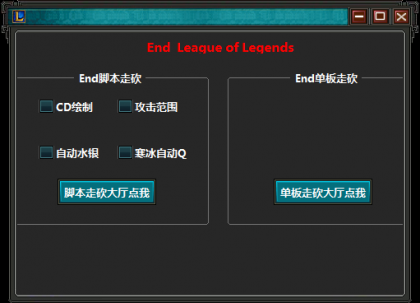 End League of Legends
End脚本走砍
End单板走砍
CD绘制
攻击范围
自动水银
寒冰自动Q
脚本走砍大厅点我
单板走砍大厅点我